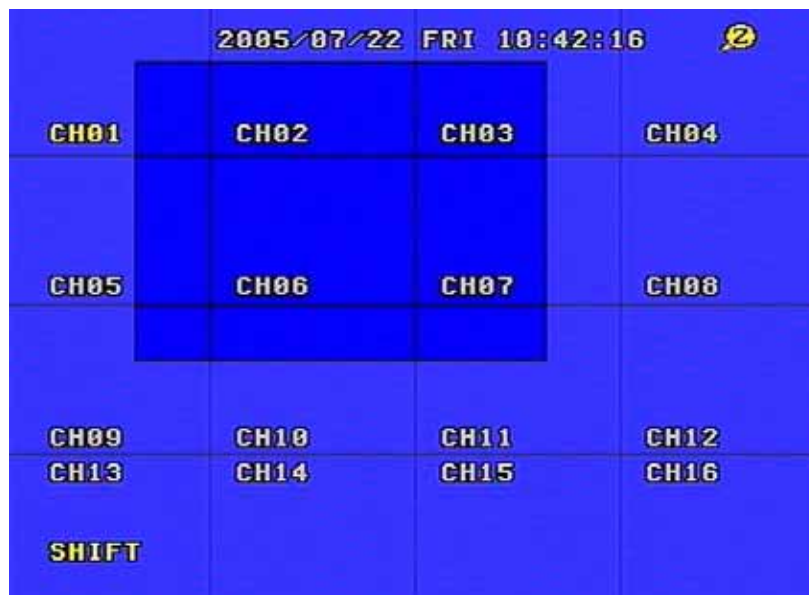 2005/07/22 FRI 10:42:16 2
CH01 CH02 CH03 CH04
CH05 CH06 CH07 CH08
CH09 CH10 CH11 CH12
CH13 CH14 CH15 CH16
SHIFT